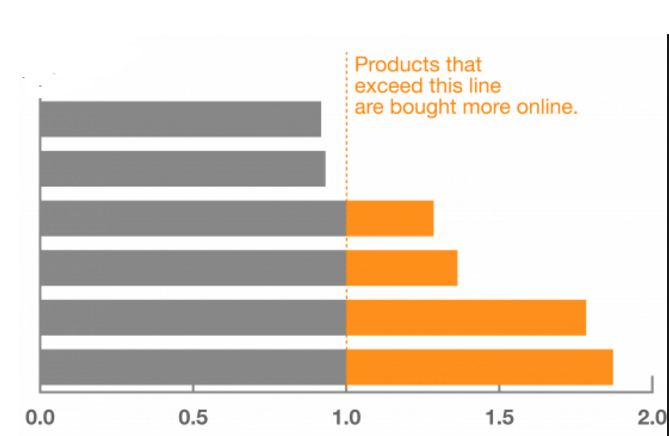 Products that
exceed this line
are bought more online.
0.0 0.5 1.0 1.5 2.0